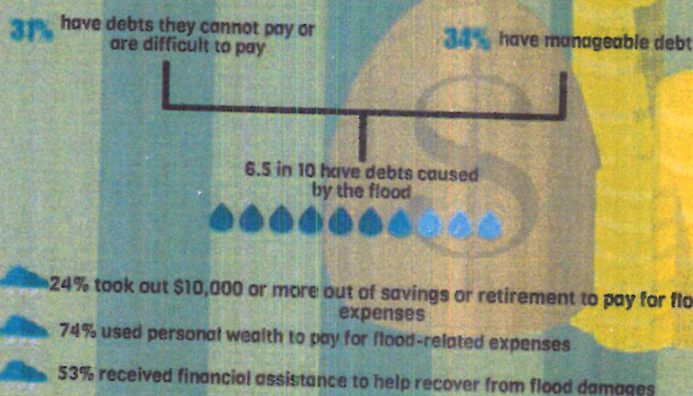 31% have debts they cannot pay or
are difficult to pay
34% have manageable debt
6.5 in 10 have debts caused
by the flood
24% took out $10,000 or more out of savings or retirement to pay for flo
expenses
74% used personal wealth to pay for flood-related expenses
53% received financial assistance to help recover from flood damages